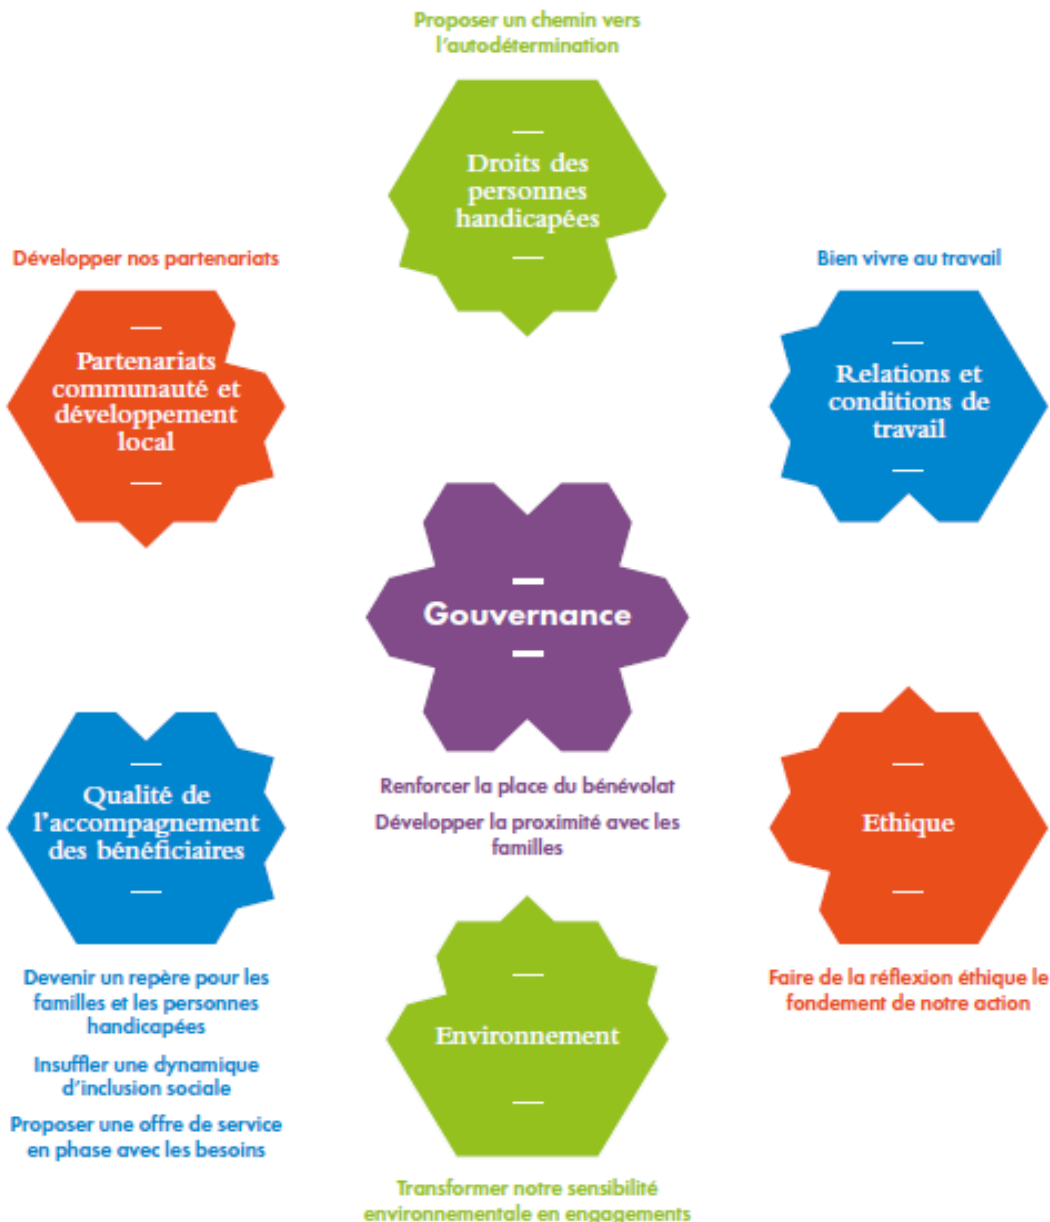 Proposer un chemin vers
l'autodétermination
Droits des
personnes
handicapées
Développer nos partenariats
Partenariats
communauté et
développement
local
Bien vivre au travail
Relations et
conditions de
travail
Gouvernance
Renforcer la place du bénévolat
Développer la proximité avec les
familles
Qualité de
l'accompagnement
des bénéficiaires
Devenir un repère pour les
familles et les personnes
handicapées
Insuffler une dynamique
d'inclusion sociale
Proposer une offre de service
en phase avec les besoins
Ethique
Faire de la réflexion éthique le
fondement de notre action
Environnement
Transformer notre sensibilité
environnementale en engagements